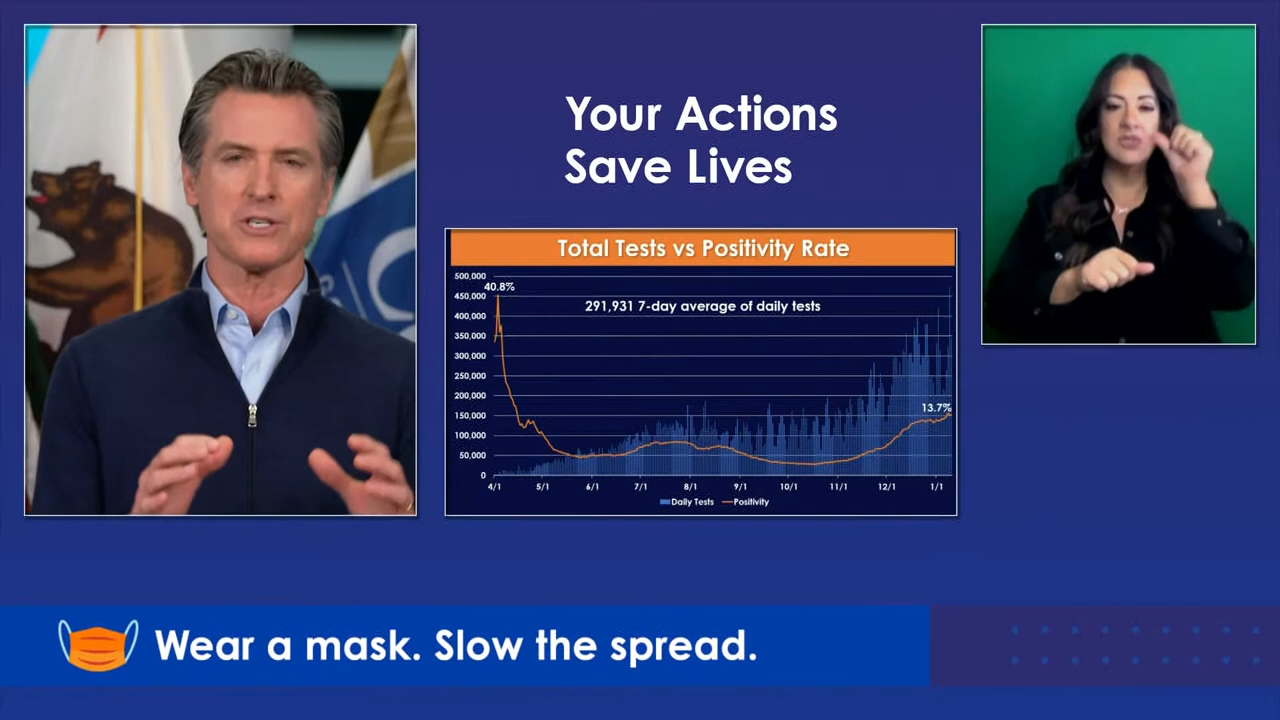 Your Actions
Save Lives
Total Tests vs Positivity Rate
500,000
40.8%
450,000
291,931 7-day average of daily tests
400,000
350,000
300,000
250,000
200,000
13.7%
150,000
100,000
50,000
0
4/1 5/1 6/1 7/1 8/1 9/1 10/1 11/1 12/1 1/1
Daily Tests Positivity
Wear a mask. Slow the spread.